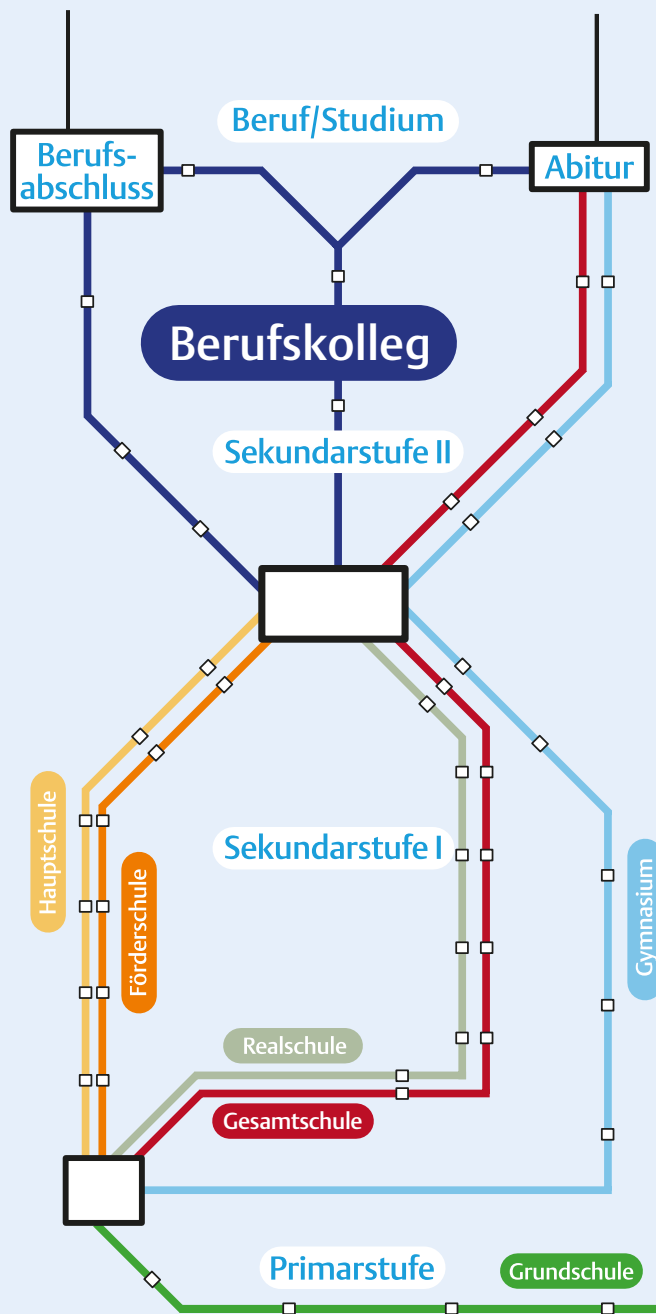 Beruf/Studium
Berufs-
abschluss
Abitur
Berufskolleg
Sekundarstufe II
Hauptschule
Förderschule
Sekundarstufe I
Gymnasium
Realschule
Gesamtschule
Primarstufe
Grundschule